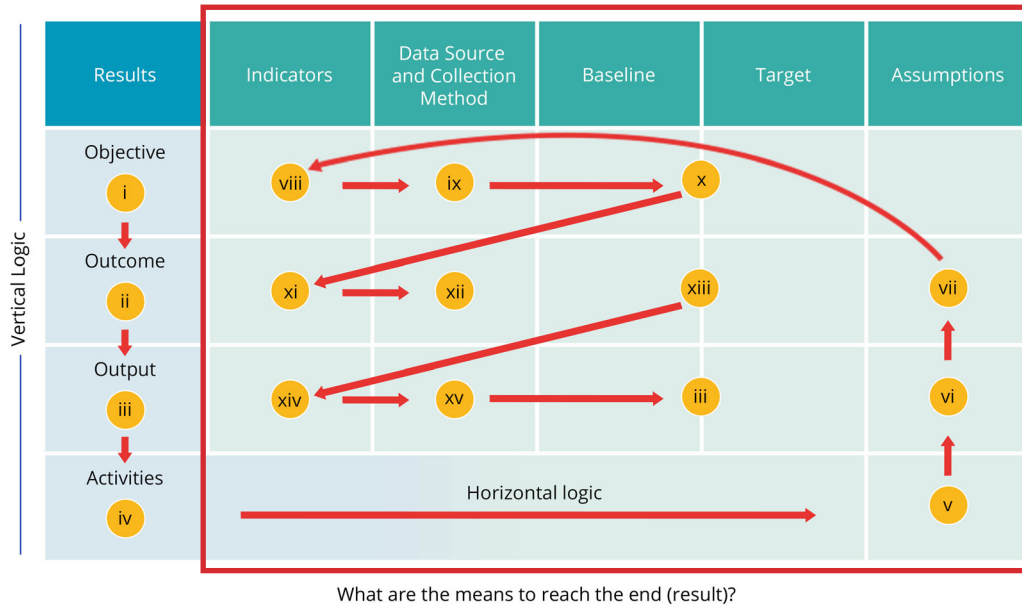 Vertical Logic
Results
Indicators
Data Source
and Collection
Method
Baseline
Target
Assumptions
Objective
i
viii
ix
x
Outcome
ii
xi
xii
xiii
vii
Output
iii
xiv
xv
iii
vi
Activities
iv
Horizontal logic
v
What are the means to reach the end (result)?